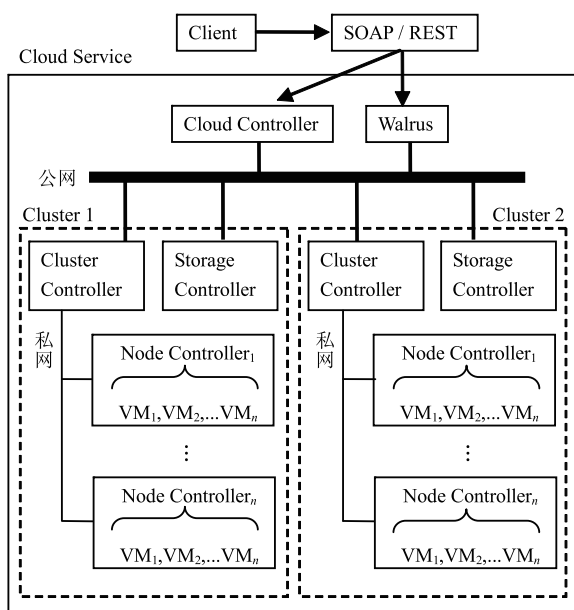 Client
SOAP / REST
Cloud Service
Cloud Controller
Walrus
公网
Cluster 1
Cluster 2
Cluster
Controller
Storage
Controller
Cluster
Controller
Storage
Controller
私
网
Node Controller₁
VM₁,VM₂,...VMₙ
⋮
Node Controllerₙ
VM₁,VM₂,...VMₙ
私
网
Node Controller₁
VM₁,VM₂,...VMₙ
⋮
Node Controllerₙ
VM₁,VM₂,...VMₙ